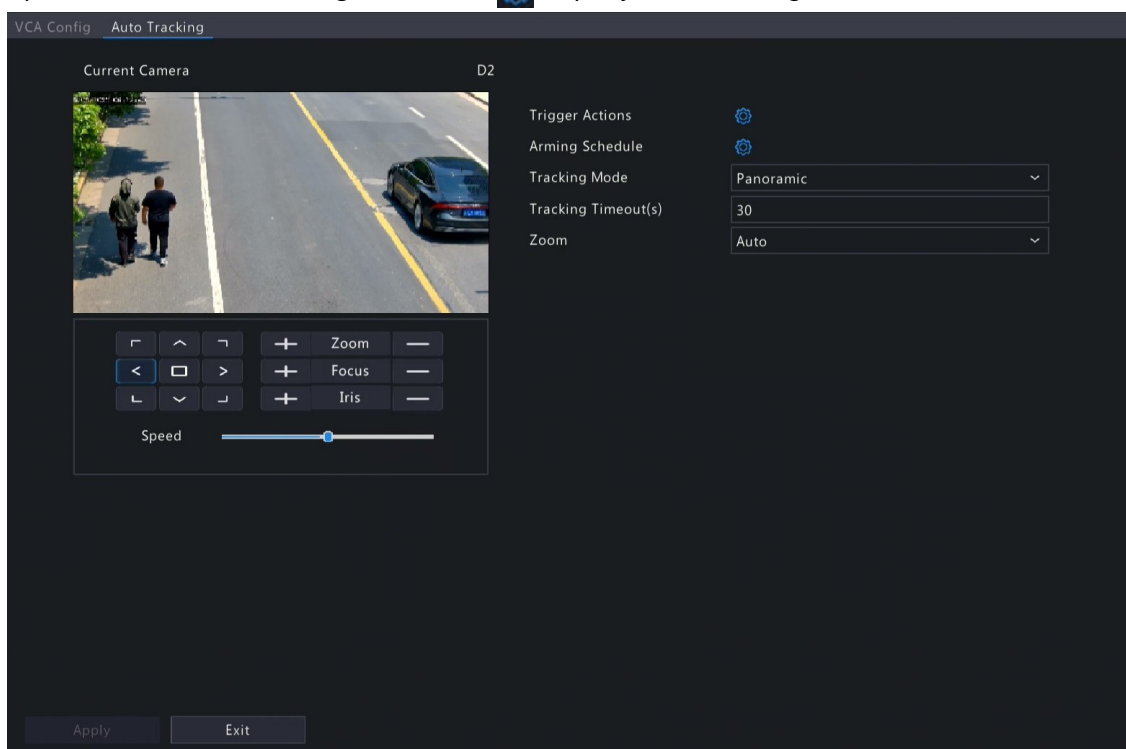 VCA Config Auto Tracking
Current Camera D2
Trigger Actions
Arming Schedule
Tracking Mode Panoramic
Tracking Timeout(s) 30
Zoom Auto
Zoom
Focus
Iris
Speed
Apply Exit